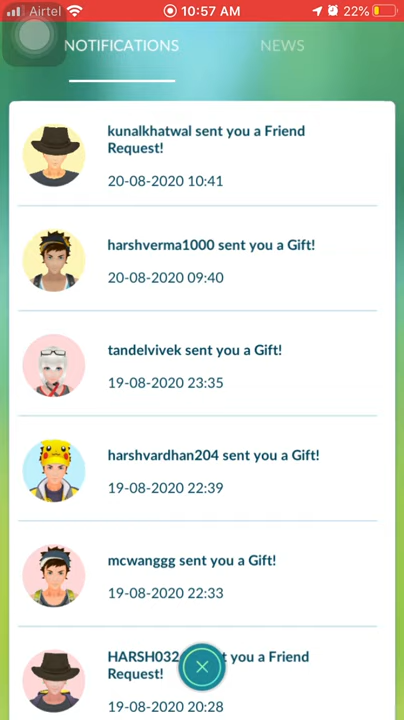 Airtel 10:57 AM 22%
NOTIFICATIONS NEWS
kunalkhatwal sent you a Friend
Request!
20-08-2020 10:41
harshverma1000 sent you a Gift!
20-08-2020 09:40
tandelvivek sent you a Gift!
19-08-2020 23:35
harshvardhan204 sent you a Gift!
19-08-2020 22:39
mcwanggg sent you a Gift!
19-08-2020 22:33
HARSH032 you a Friend
Request!
19-08-2020 20:28